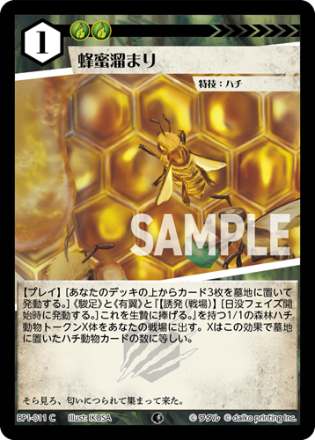 1
蜂蜜溜まり
特技：ハチ
SAMPLE
【プレイ】［あなたのデッキの上からカード3枚を墓地に置いて
発動する。］〈駿足〉と〈有翼〉と『【誘発（戦場）】［日没フェイズ開
始時に発動する。］これを生贄に捧げる。』を持つ1/1の森林ハチ
動物トークンX体をあなたの戦場に出す。Xはこの効果で墓地
に置いたハチ動物カードの数に等しい。
そら見ろ、匂いにつられて集まって来た。
BP1-011 C Illust: IKUSA
© ワタル © daiko printing inc.